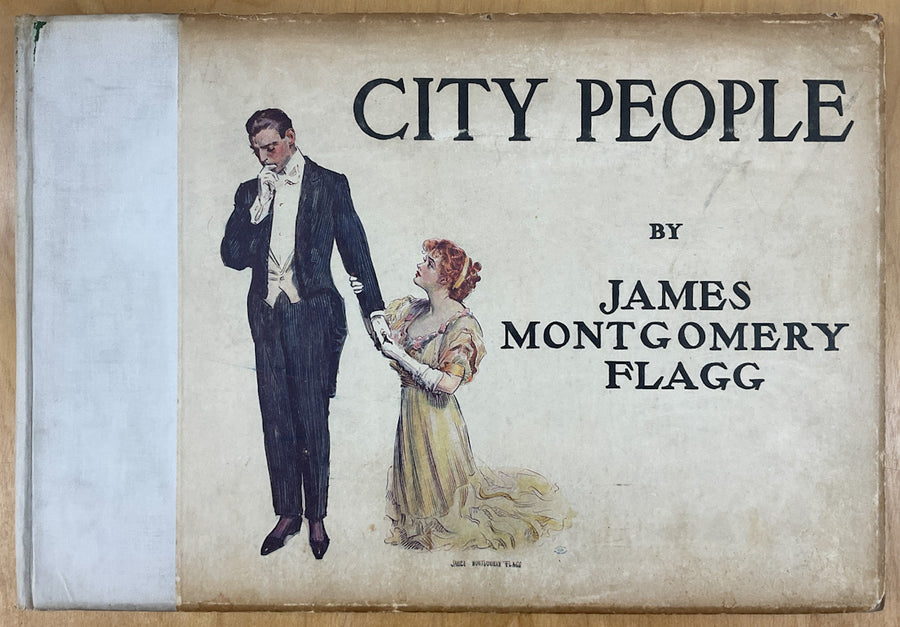 CITY PEOPLE
BY
JAMES
MONTGOMERY
FLAGG
JAMES MONTGOMERY FLAGG